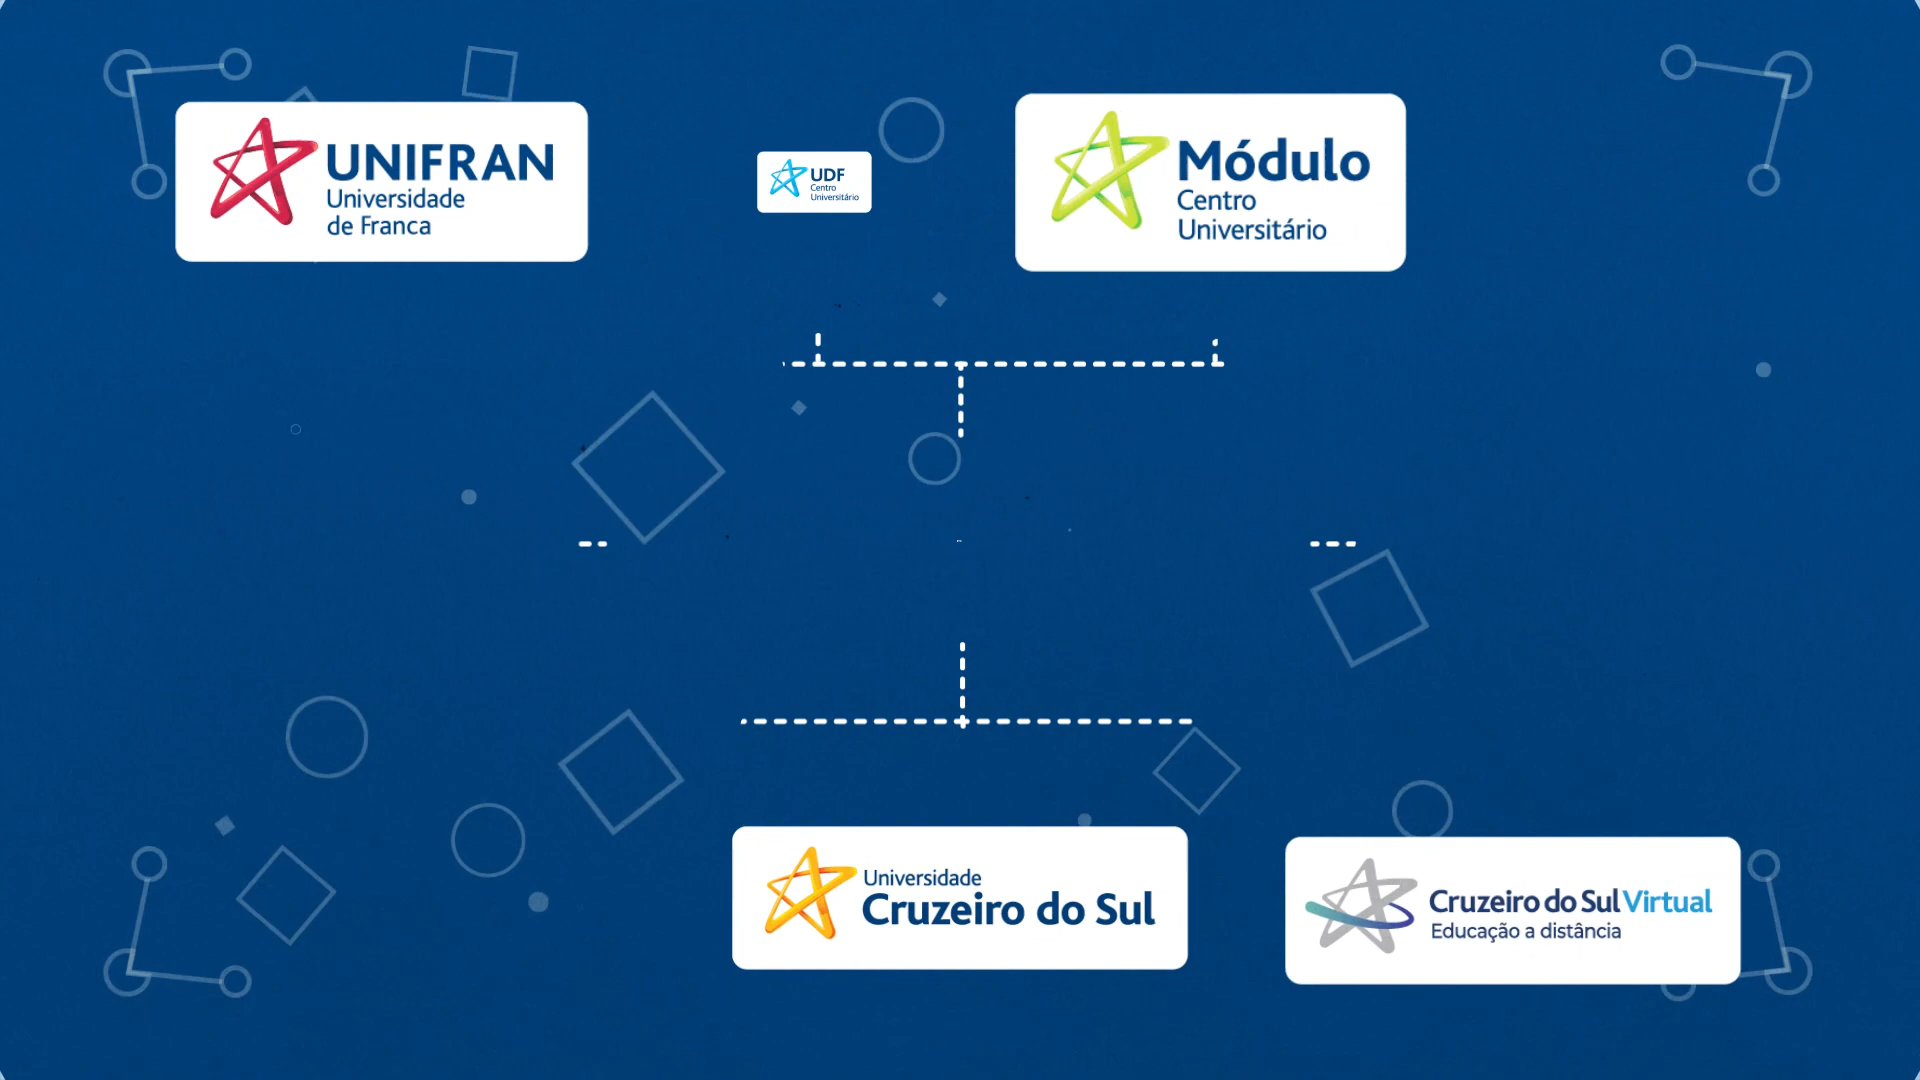 UNIFRAN
Universidade
de Franca
UDF
Centro
Universitário
Módulo
Centro
Universitário
Universidade
Cruzeiro do Sul
Cruzeiro do Sul Virtual
Educação a distância